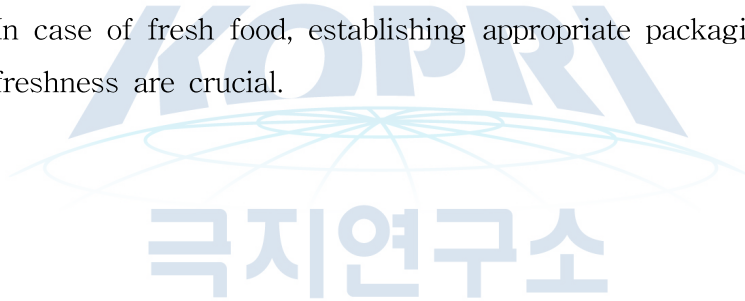 In case of fresh food, establishing appropriate packagi
freshness are crucial.
KOPRI
극지연구소